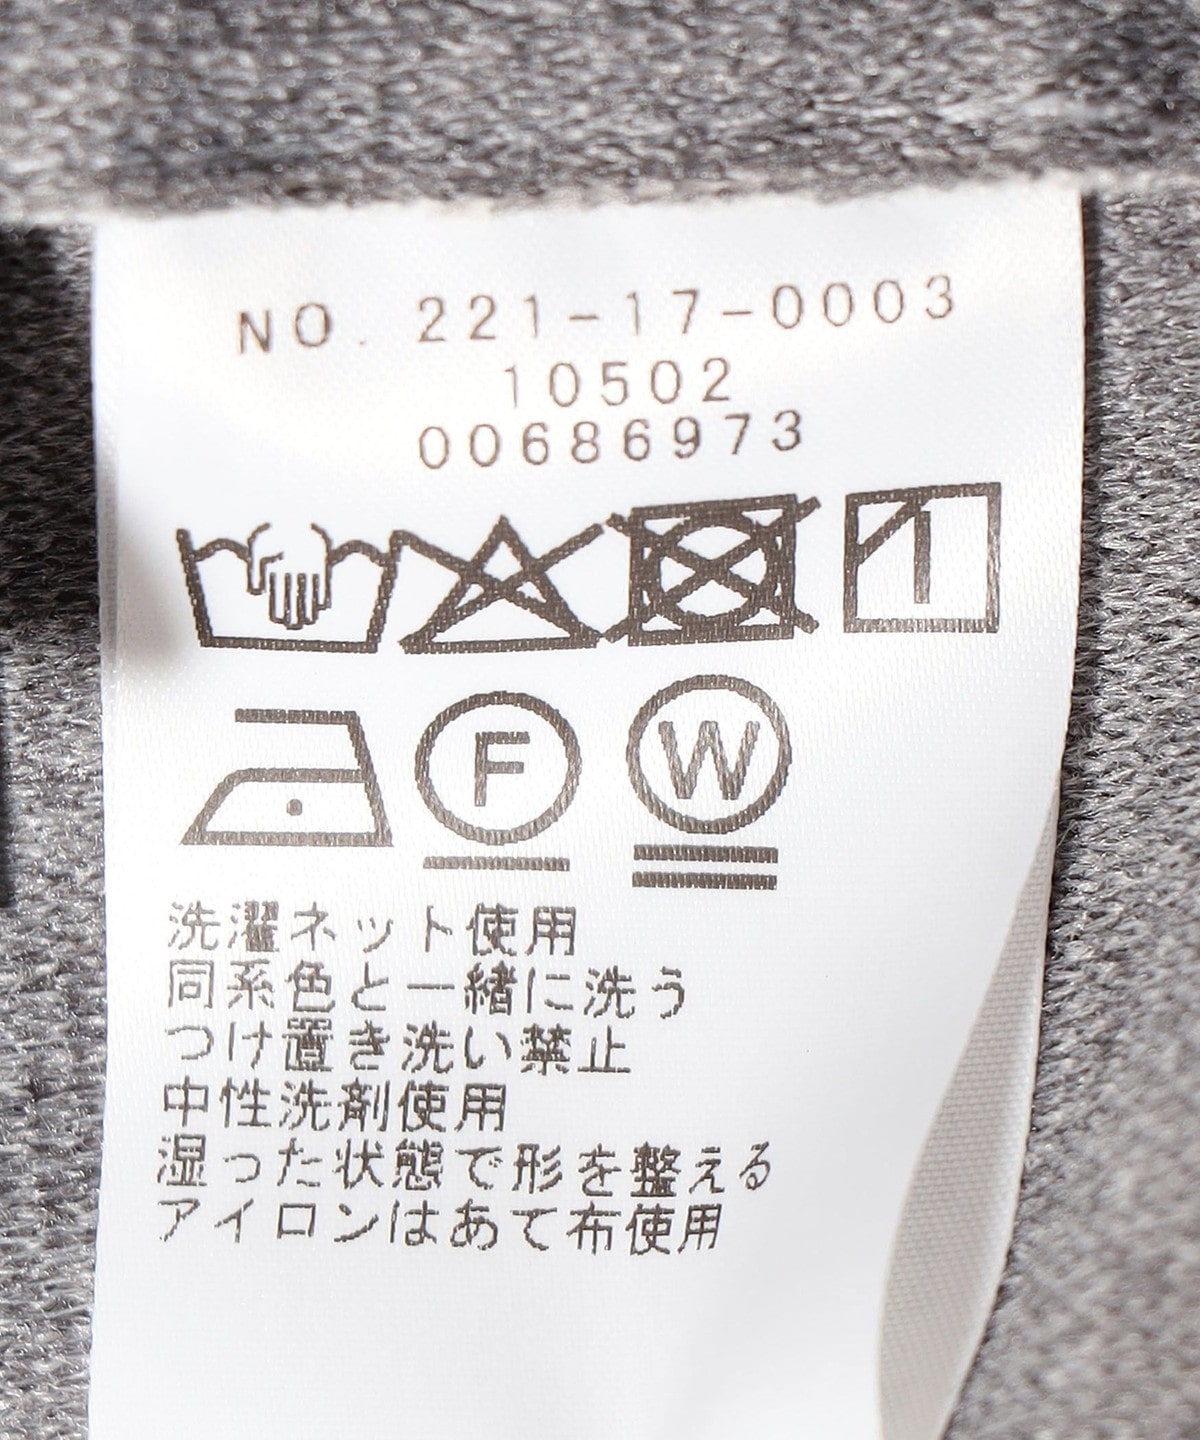 NO. 221-17-0003
10502
00686973
F W
洗濯ネット使用
同系色と一緒に洗う
つけ置き洗い禁止
中性洗剤使用
湿った状態で形を整える
アイロンはあて布使用